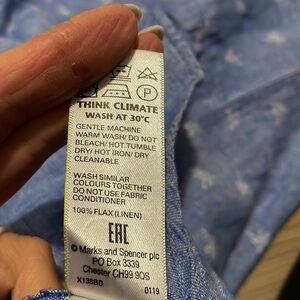 P
THINK CLIMATE
WASH AT 30°C
GENTLE MACHINE
WARM WASH/ DO NOT
BLEACH/ HOT TUMBLE
DRY/ HOT IRON/ DRY
CLEANABLE
WASH SIMILAR
COLOURS TOGETHER
DO NOT USE FABRIC
CONDITIONER
100% FLAX (LINEN)
EAC
© Marks and Spencer plc
PO Box 3339
Chester CH99 9QS
X138BD 0119